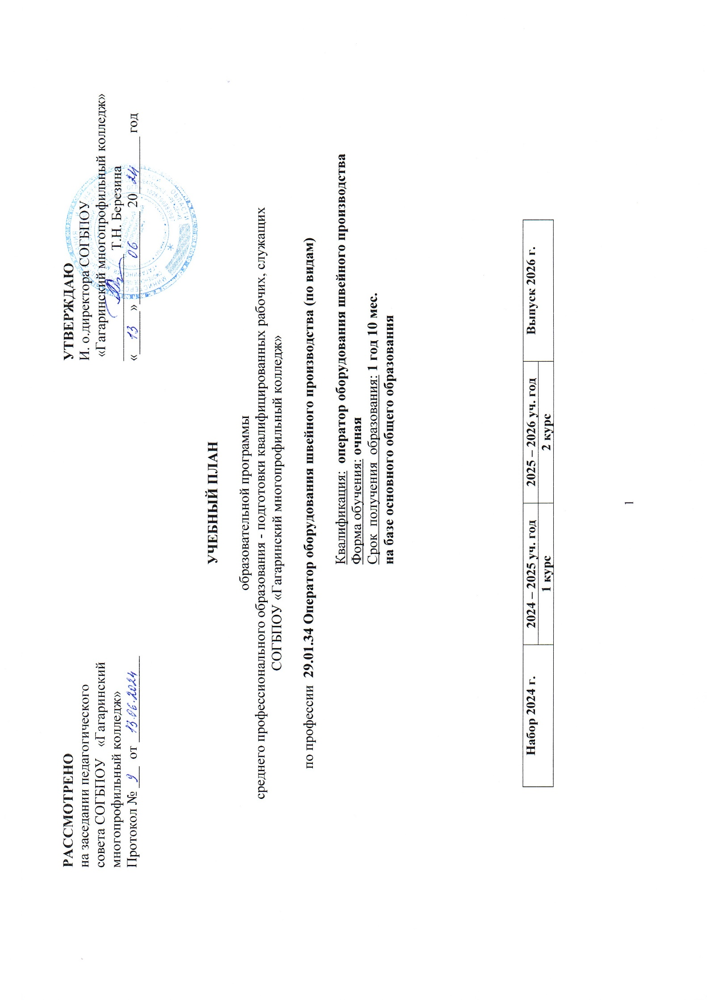 РАССМОТРЕНО
на заседании педагогического
совета СОГБПОУ «Гагаринский
многопрофильный колледж»
Протокол № 9 от 13.06.2024
УТВЕРЖДАЮ
И. о.директора СОГБПОУ
«Гагаринский многопрофильный колледж»
Т.Н. Березина
« 13 » 06 20 24 год
УЧЕБНЫЙ ПЛАН
образовательной программы
среднего профессионального образования - подготовки квалифицированных рабочих, служащих
СОГБПОУ «Гагаринский многопрофильный колледж»
по профессии 29.01.34 Оператор оборудования швейного производства (по видам)
Квалификация: оператор оборудования швейного производства
Форма обучения: очная
Срок получения образования: 1 год 10 мес.
на базе основного общего образования
Набор 2024 г. 2024 – 2025 уч. год 2025 – 2026 уч. год Выпуск 2026 г.
1 курс 2 курс
1